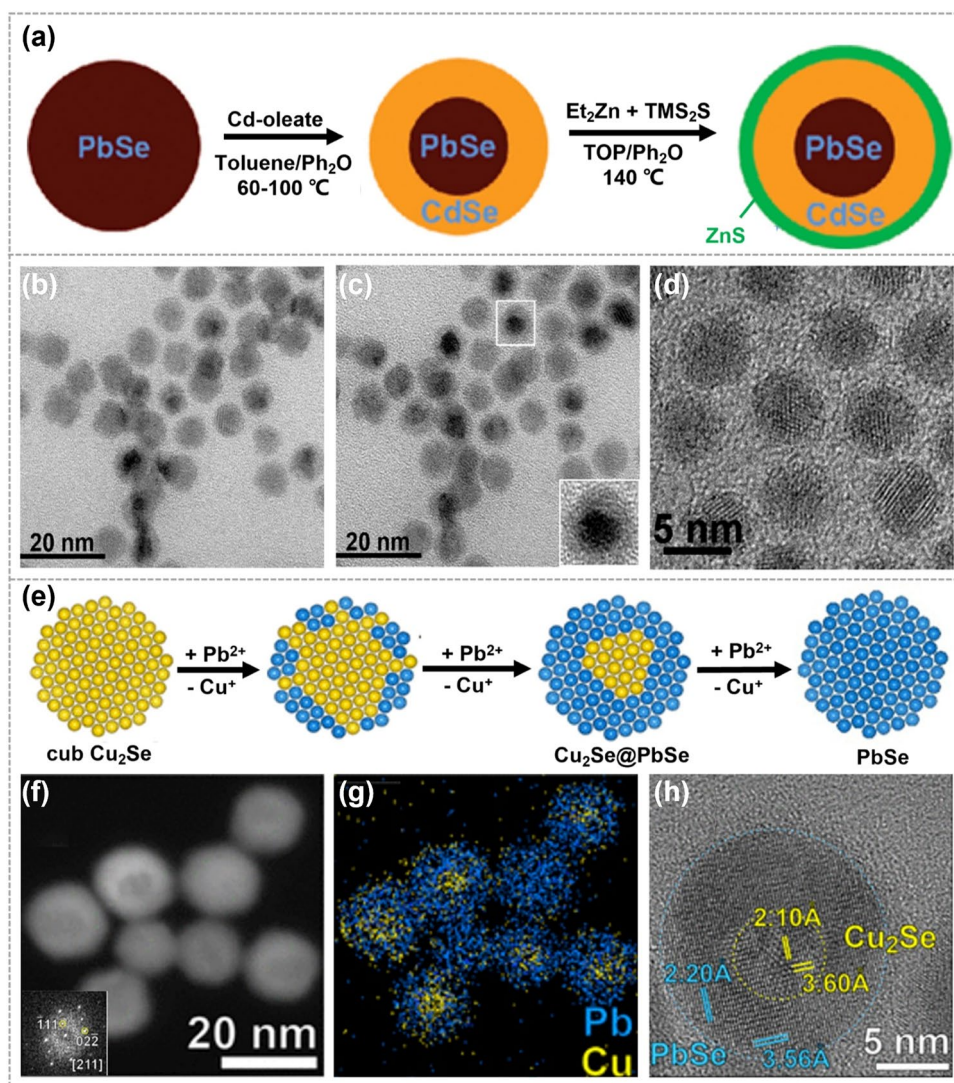 (a)
PbSe
Cd-oleate
Toluene/Ph₂O
60-100 ℃
PbSe
CdSe
Et₂Zn + TMS₂S
TOP/Ph₂O
140 ℃
PbSe
CdSe
ZnS
(b)
20 nm
(c)
20 nm
(d)
5 nm
(e)
cub Cu₂Se
+ Pb²⁺
- Cu⁺
+ Pb²⁺
- Cu⁺
Cu₂Se@PbSe
+ Pb²⁺
- Cu⁺
PbSe
(f)
1̄11
022
[211]
20 nm
(g)
Pb
Cu
(h)
2.10Å
Cu₂Se
3.60Å
2.20Å
PbSe
3.56Å
5 nm